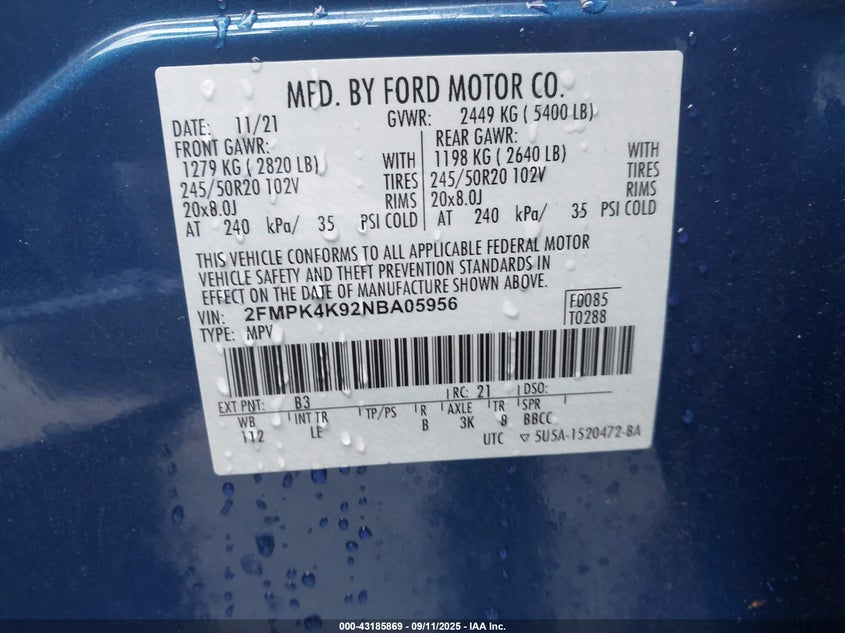 MFD. BY FORD MOTOR CO.
DATE: 11/21 GVWR: 2449 KG ( 5400 LB)
FRONT GAWR: REAR GAWR:
1279 KG ( 2820 LB) WITH 1198 KG ( 2640 LB) WITH
245/50R20 102V TIRES 245/50R20 102V TIRES
20x8.0J RIMS 20x8.0J RIMS
AT 240 kPa/ 35 PSI COLD AT 240 kPa/ 35 PSI COLD
THIS VEHICLE CONFORMS TO ALL APPLICABLE FEDERAL MOTOR
VEHICLE SAFETY AND THEFT PREVENTION STANDARDS IN
EFFECT ON THE DATE OF MANUFACTURE SHOWN ABOVE.
VIN: 2FMPK4K92NBA05956 F0085
TYPE: MPV T0288
EXT PNT: B3 RC: 21 DSO:
WB INT TR TP/PS R AXLE TR SPR
112 LE B 3K 8 BBCC
UTC ▽ 5U5A-1520472-BA
000-43185869 - 09/11/2025 - IAA Inc.